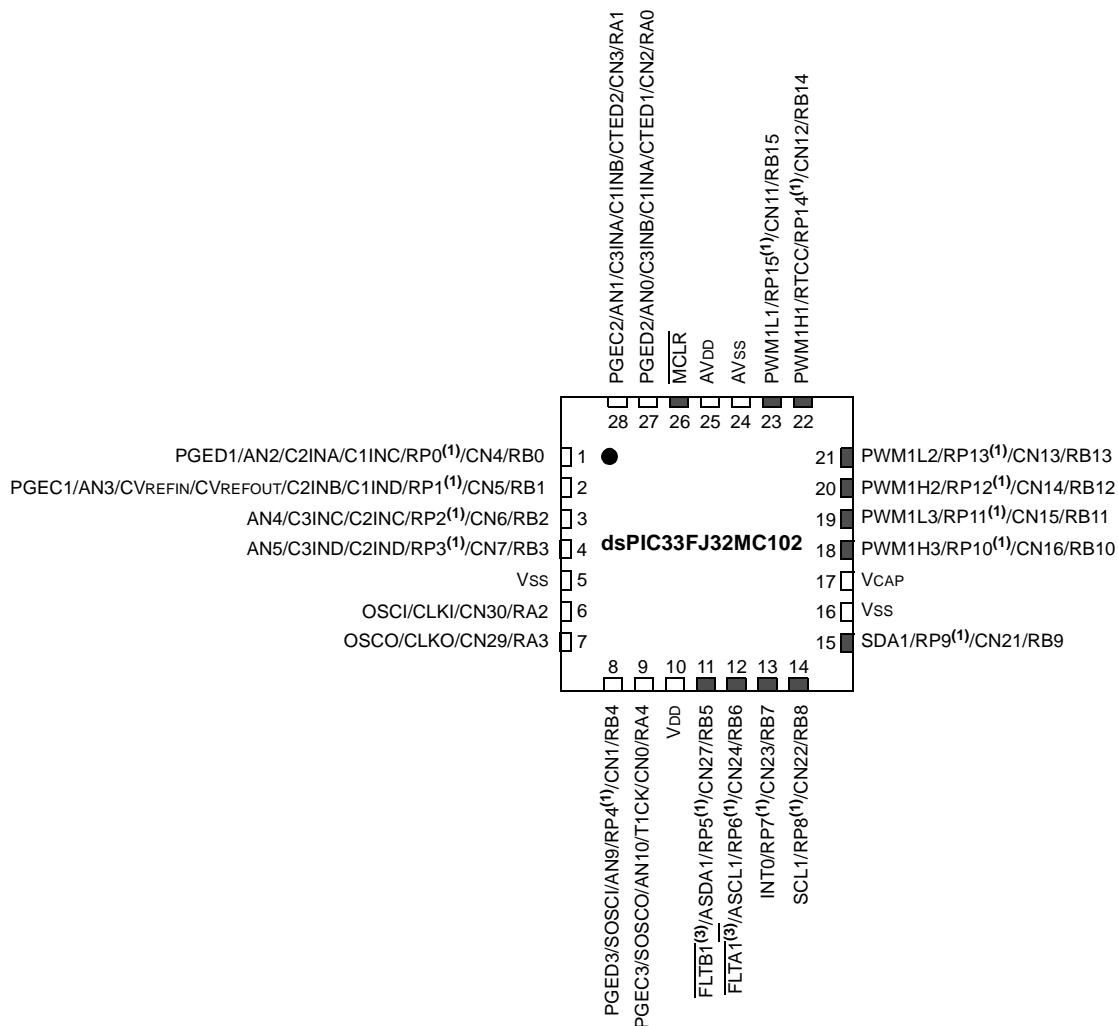 PGEC2/AN1/C3INA/C1INB/CTED2/CN3/RA1
PGED2/AN0/C3INB/C1INA/CTED1/CN2/RA0
MCLR
AVDD
AVSS
PWM1L1/RP15(1)/CN11/RB15
PWM1H1/RTCC/RP14(1)/CN12/RB14
28 27 26 25 24 23 22
PGED1/AN2/C2INA/C1INC/RP0(1)/CN4/RB0 1
PGEC1/AN3/CVREFIN/CVREFOUT/C2INB/C1IND/RP1(1)/CN5/RB1 2
AN4/C3INC/C2INC/RP2(1)/CN6/RB2 3
AN5/C3IND/C2IND/RP3(1)/CN7/RB3 4
VSS 5
OSCI/CLKI/CN30/RA2 6
OSCO/CLKO/CN29/RA3 7
dsPIC33FJ32MC102
21 PWM1L2/RP13(1)/CN13/RB13
20 PWM1H2/RP12(1)/CN14/RB12
19 PWM1L3/RP11(1)/CN15/RB11
18 PWM1H3/RP10(1)/CN16/RB10
17 VCAP
16 VSS
15 SDA1/RP9(1)/CN21/RB9
8 9 10 11 12 13 14
PGED3/SOSCI/AN9/RP4(1)/CN1/RB4
PGEC3/SOSCO/AN10/T1CK/CN0/RA4
VDD
FLTB1(3)/ASDA1/RP5(1)/CN27/RB5
FLTA1(3)/ASCL1/RP6(1)/CN24/RB6
INT0/RP7(1)/CN23/RB7
SCL1/RP8(1)/CN22/RB8